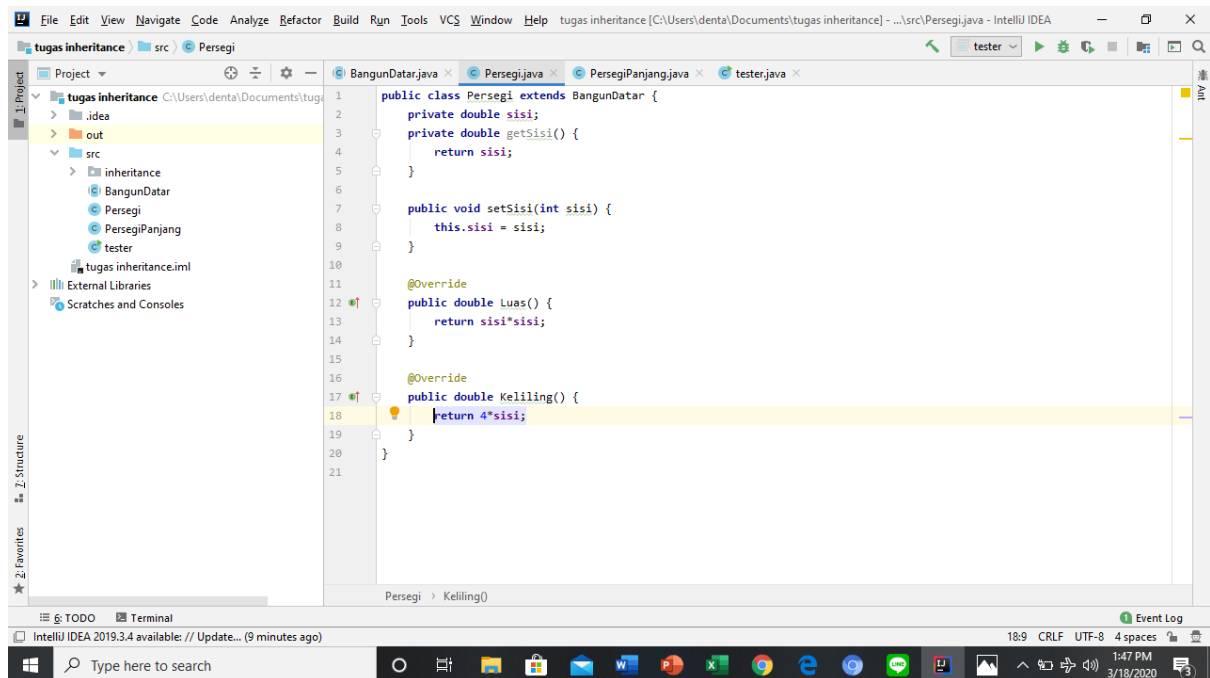 File Edit View Navigate Code Analyze Refactor Build Run Tools VCS Window Help tugas inheritance [C:\Users\denta\Documents\tugas inheritance] - ...\src\Persegi.java - IntelliJ IDEA
tugas inheritance src Persegi tester
Project BangunDatar.java Persegi.java PersegiPanjang.java tester.java
1: Project
tugas inheritance C:\Users\denta\Documents\tuga
.idea
out
src
inheritance
BangunDatar
Persegi
PersegiPanjang
tester
tugas inheritance.iml
External Libraries
Scratches and Consoles
7: Structure
2: Favorites
1 public class Persegi extends BangunDatar {
2 private double sisi;
3 private double getSisi() {
4 return sisi;
5 }
6
7 public void setSisi(int sisi) {
8 this.sisi = sisi;
9 }
10
11 @Override
12 public double Luas() {
13 return sisi*sisi;
14 }
15
16 @Override
17 public double Keliling() {
18 return 4*sisi;
19 }
20 }
21
Ant
Persegi Keliling()
6: TODO Terminal 1 Event Log
IntelliJ IDEA 2019.3.4 available: // Update... (9 minutes ago) 18:9 CRLF UTF-8 4 spaces
Type here to search 1:47 PM
3/18/2020 3